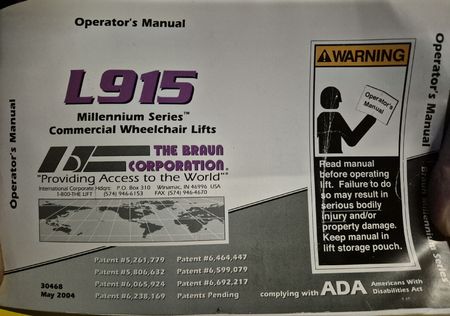 Operator's Manual
Operator's Manual
Operator's Manual
L915
Millennium Series™
Commercial Wheelchair Lifts
THE BRAUN
CORPORATION®
"Providing Access to the World"®
International Corporate Hdqrs: P.O. Box 310 Winamac, IN 46996 USA
1-800-THE LIFT (574) 946-6153 FAX: (574) 946-4670
Patent #5,261,779 Patent #6,464,447
Patent #5,806,632 Patent #6,599,079
Patent #6,065,924 Patent #6,692,217
Patent #6,238,169 Patents Pending
30468
May 2004
WARNING
Operator's
Manual
Read manual
before operating
lift. Failure to do
so may result in
serious bodily
injury and/or
property damage.
Keep manual in
lift storage pouch.
complying with ADA Americans With
Disabilities Act
Braun Millennium Series